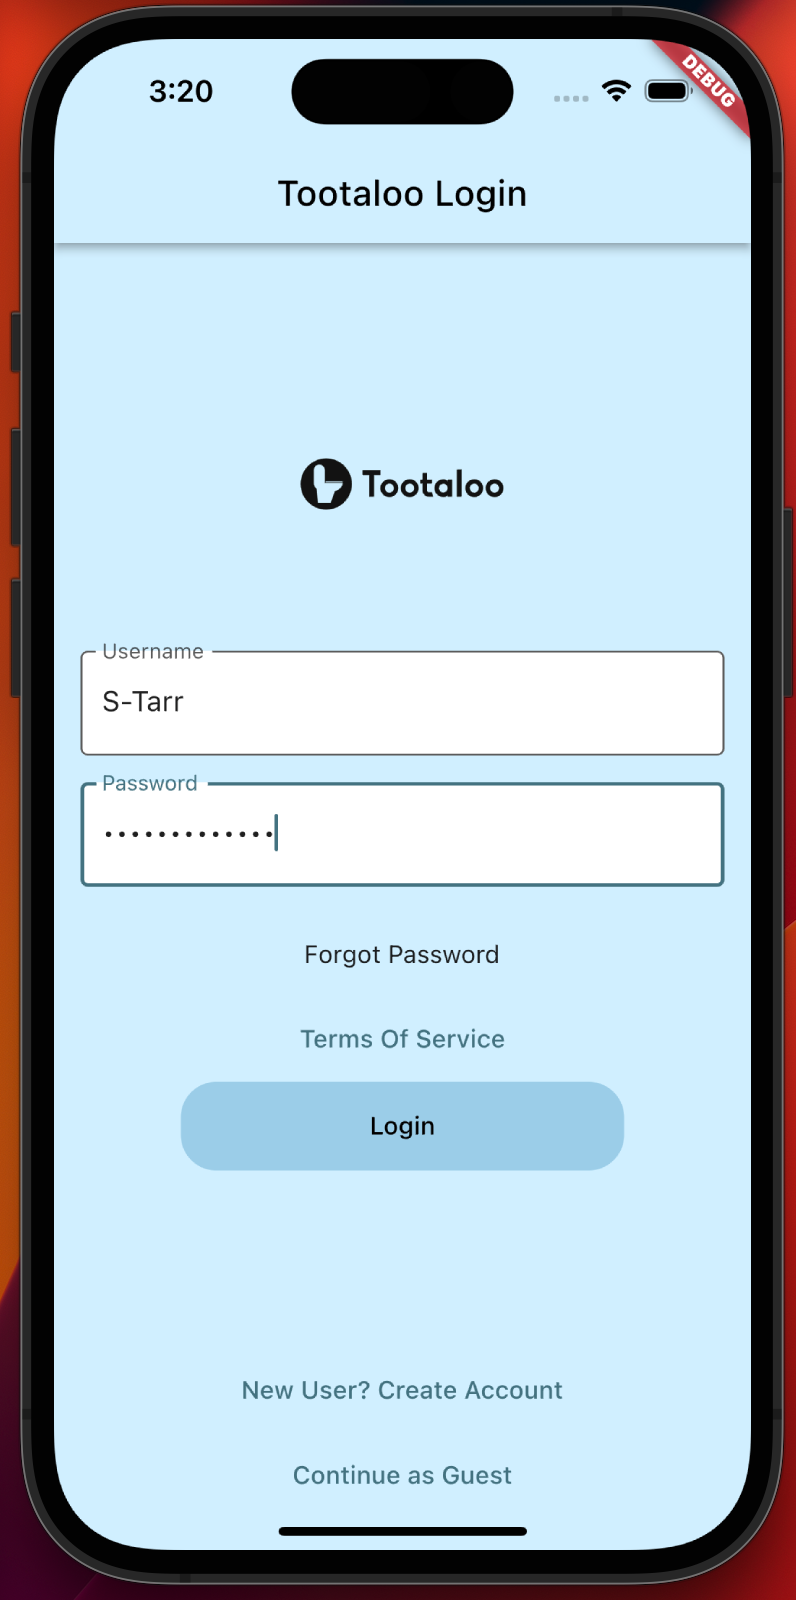 3:20
DEBUG
Tootaloo Login
Tootaloo
Username
S-Tarr
Password
•••••••••••••
Forgot Password
Terms Of Service
Login
New User? Create Account
Continue as Guest